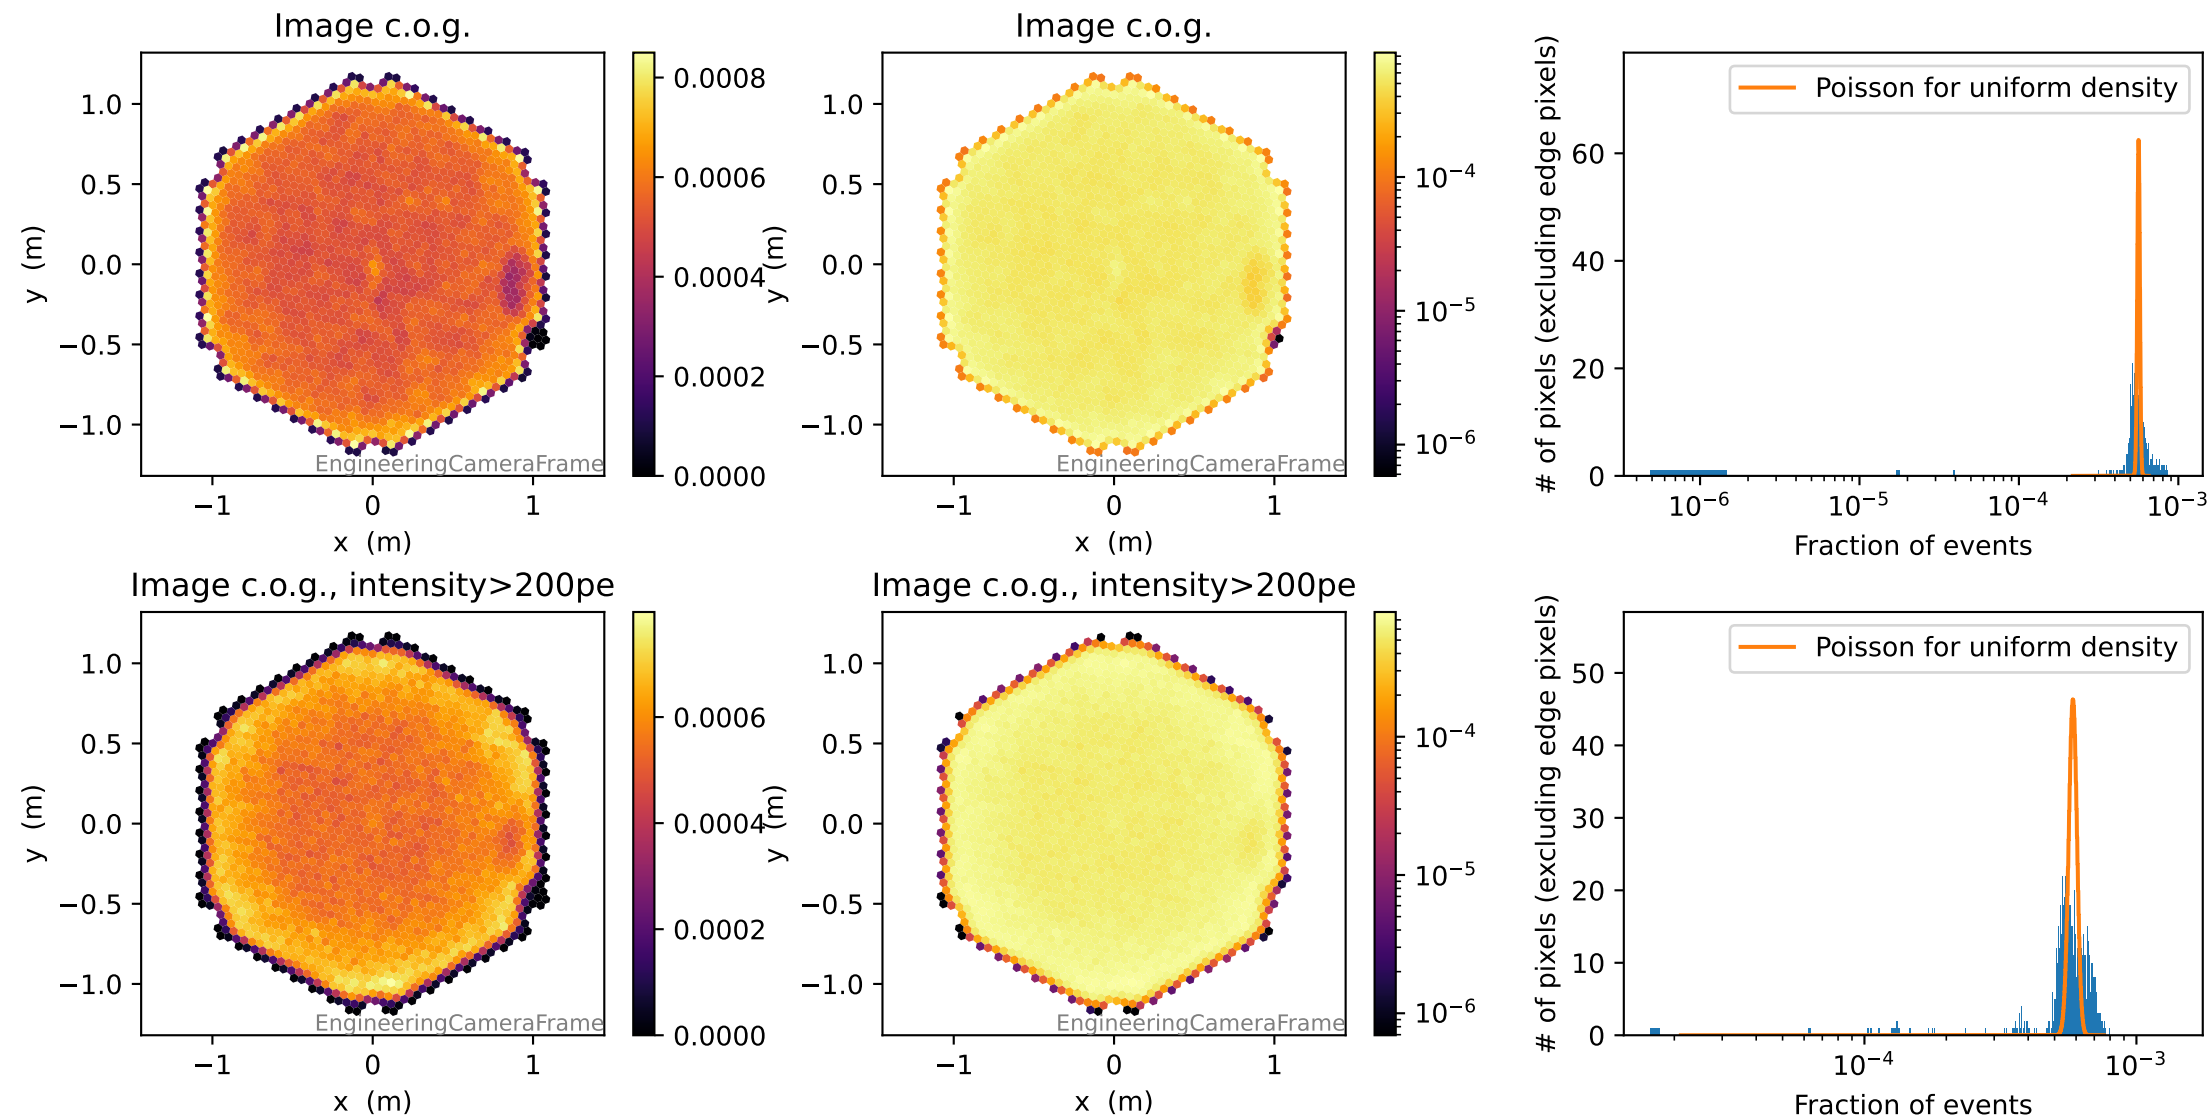 Image c.o.g.
1.0
0.5
0.0
−0.5
−1.0
y (m)
−1
0
1
x (m)
EngineeringCameraFrame
0.0008
0.0006
0.0004
0.0002
0.0000
Image c.o.g.
1.0
0.5
0.0
−0.5
−1.0
y (m)
−1
0
1
x (m)
EngineeringCameraFrame
10⁻⁴
10⁻⁵
10⁻⁶
Poisson for uniform density
# of pixels (excluding edge pixels)
60
40
20
0
10⁻⁶
10⁻⁵
10⁻⁴
10⁻³
Fraction of events
Image c.o.g., intensity>200pe
1.0
0.5
0.0
−0.5
−1.0
y (m)
−1
0
1
x (m)
EngineeringCameraFrame
0.0006
0.0004
0.0002
0.0000
Image c.o.g., intensity>200pe
1.0
0.5
0.0
−0.5
−1.0
y (m)
−1
0
1
x (m)
EngineeringCameraFrame
10⁻⁴
10⁻⁵
10⁻⁶
Poisson for uniform density
# of pixels (excluding edge pixels)
50
40
30
20
10
0
10⁻⁴
10⁻³
Fraction of events